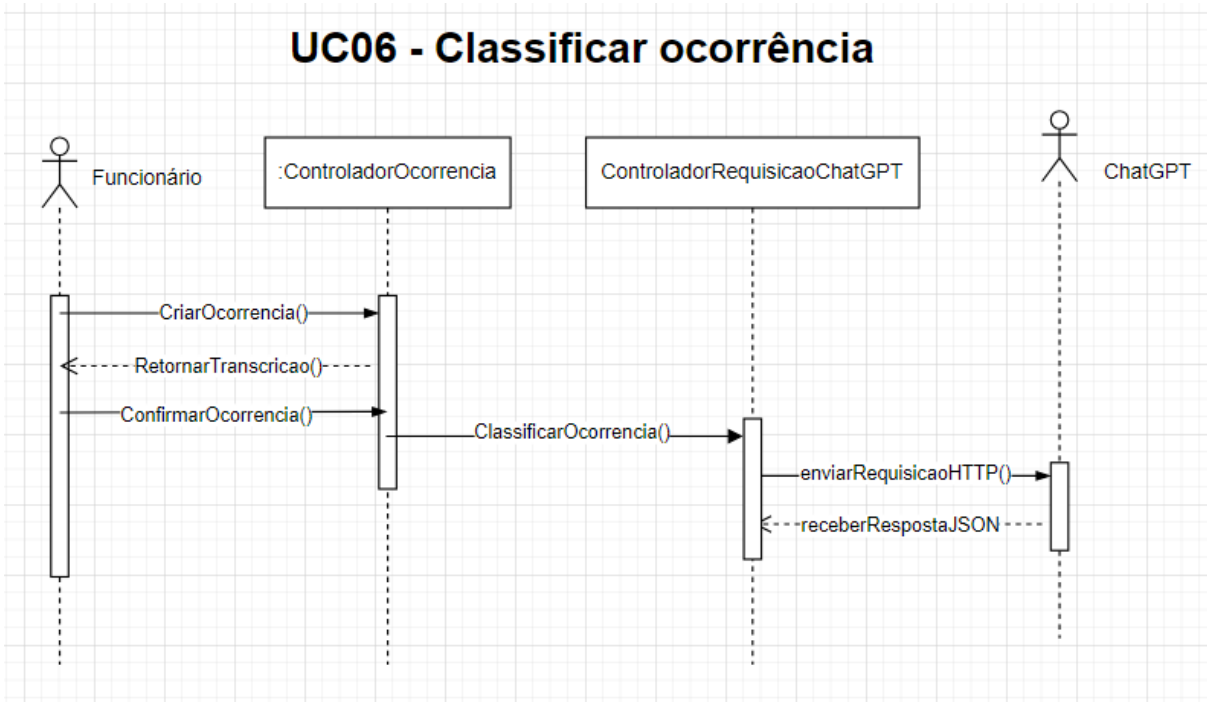 UC06 - Classificar ocorrência
Funcionário
:ControladorOcorrencia
ControladorRequisicaoChatGPT
ChatGPT
CriarOcorrencia()
RetornarTranscricao()
ConfirmarOcorrencia()
ClassificarOcorrencia()
enviarRequisicaoHTTP()
receberRespostaJSON